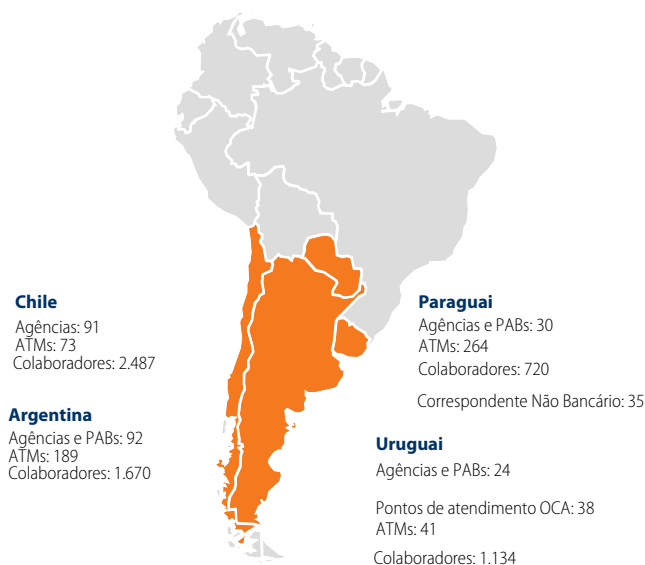 Chile
Agências: 91
ATMs: 73
Colaboradores: 2.487
Argentina
Agências e PABs: 92
ATMs: 189
Colaboradores: 1.670
Paraguai
Agências e PABs: 30
ATMs: 264
Colaboradores: 720
Correspondente Não Bancário: 35
Uruguai
Agências e PABs: 24
Pontos de atendimento OCA: 38
ATMs: 41
Colaboradores: 1.134